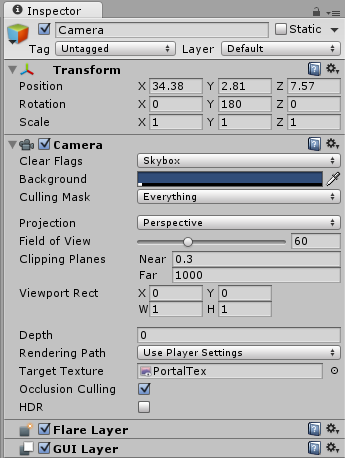 Inspector
Camera Static
Tag Untagged Layer Default
Transform
Position X 34.38 Y 2.81 Z 7.57
Rotation X 0 Y 180 Z 0
Scale X 1 Y 1 Z 1
Camera
Clear Flags Skybox
Background
Culling Mask Everything
Projection Perspective
Field of View 60
Clipping Planes Near 0.3
Far 1000
Viewport Rect X 0 Y 0
W 1 H 1
Depth 0
Rendering Path Use Player Settings
Target Texture PortalTex
Occlusion Culling
HDR
Flare Layer
GUI Layer